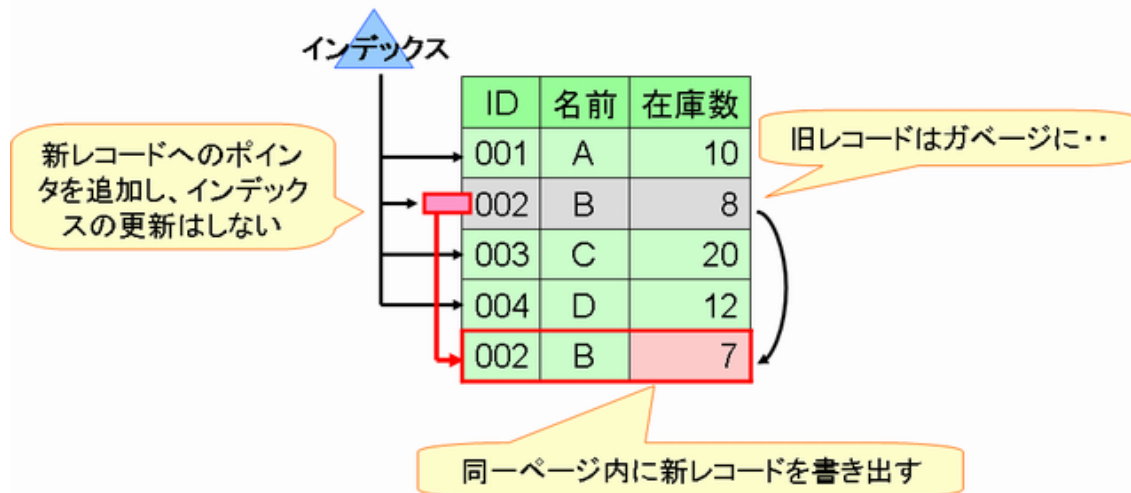 インデックス
ID 名前 在庫数
001 A 10
002 B 8
003 C 20
004 D 12
002 B 7
新レコードへのポイン
タを追加し、インデック
スの更新はしない
旧レコードはガベージに・・
同一ページ内に新レコードを書き出す